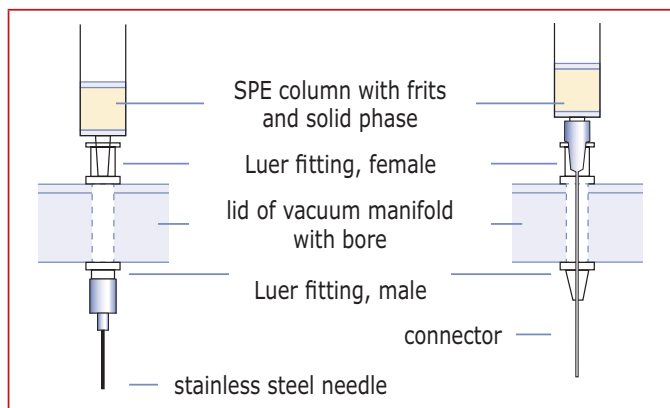 SPE column with frits
and solid phase
Luer fitting, female
lid of vacuum manifold
with bore
Luer fitting, male
connector
stainless steel needle